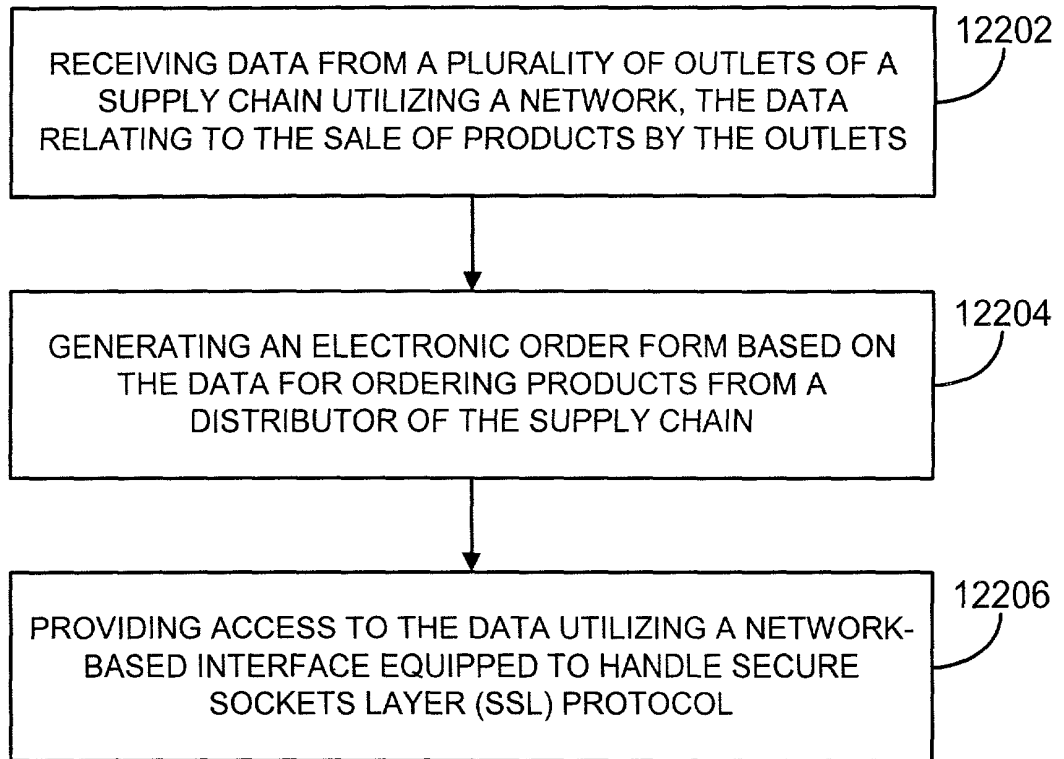 12202
RECEIVING DATA FROM A PLURALITY OF OUTLETS OF A
SUPPLY CHAIN UTILIZING A NETWORK, THE DATA
RELATING TO THE SALE OF PRODUCTS BY THE OUTLETS
12204
GENERATING AN ELECTRONIC ORDER FORM BASED ON
THE DATA FOR ORDERING PRODUCTS FROM A
DISTRIBUTOR OF THE SUPPLY CHAIN
12206
PROVIDING ACCESS TO THE DATA UTILIZING A NETWORK-
BASED INTERFACE EQUIPPED TO HANDLE SECURE
SOCKETS LAYER (SSL) PROTOCOL